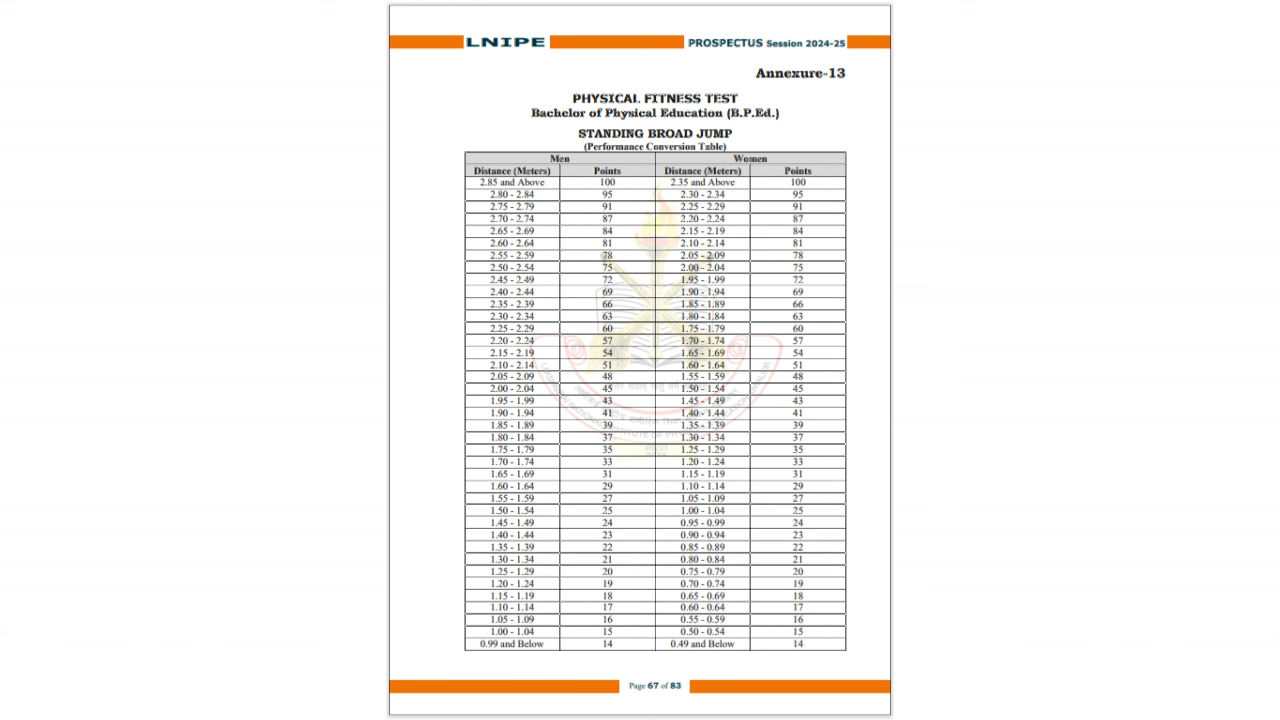 LNIPE PROSPECTUS Session 2024-25
Annexure-13
PHYSICAL FITNESS TEST
Bachelor of Physical Education (B.P.Ed.)
STANDING BROAD JUMP
(Performance Conversion Table)
Men Women
Distance (Meters) Points Distance (Meters) Points
2.85 and Above 100 2.35 and Above 100
2.80 - 2.84 95 2.30 - 2.34 95
2.75 - 2.79 91 2.25 - 2.29 91
2.70 - 2.74 87 2.20 - 2.24 87
2.65 - 2.69 84 2.15 - 2.19 84
2.60 - 2.64 81 2.10 - 2.14 81
2.55 - 2.59 78 2.05 - 2.09 78
2.50 - 2.54 75 2.00 - 2.04 75
2.45 - 2.49 72 1.95 - 1.99 72
2.40 - 2.44 69 1.90 - 1.94 69
2.35 - 2.39 66 1.85 - 1.89 66
2.30 - 2.34 63 1.80 - 1.84 63
2.25 - 2.29 60 1.75 - 1.79 60
2.20 - 2.24 57 1.70 - 1.74 57
2.15 - 2.19 54 1.65 - 1.69 54
2.10 - 2.14 51 1.60 - 1.64 51
2.05 - 2.09 48 1.55 - 1.59 48
2.00 - 2.04 45 1.50 - 1.54 45
1.95 - 1.99 43 1.45 - 1.49 43
1.90 - 1.94 41 1.40 - 1.44 41
1.85 - 1.89 39 1.35 - 1.39 39
1.80 - 1.84 37 1.30 - 1.34 37
1.75 - 1.79 35 1.25 - 1.29 35
1.70 - 1.74 33 1.20 - 1.24 33
1.65 - 1.69 31 1.15 - 1.19 31
1.60 - 1.64 29 1.10 - 1.14 29
1.55 - 1.59 27 1.05 - 1.09 27
1.50 - 1.54 25 1.00 - 1.04 25
1.45 - 1.49 24 0.95 - 0.99 24
1.40 - 1.44 23 0.90 - 0.94 23
1.35 - 1.39 22 0.85 - 0.89 22
1.30 - 1.34 21 0.80 - 0.84 21
1.25 - 1.29 20 0.75 - 0.79 20
1.20 - 1.24 19 0.70 - 0.74 19
1.15 - 1.19 18 0.65 - 0.69 18
1.10 - 1.14 17 0.60 - 0.64 17
1.05 - 1.09 16 0.55 - 0.59 16
1.00 - 1.04 15 0.50 - 0.54 15
0.99 and Below 14 0.49 and Below 14
Page 67 of 83